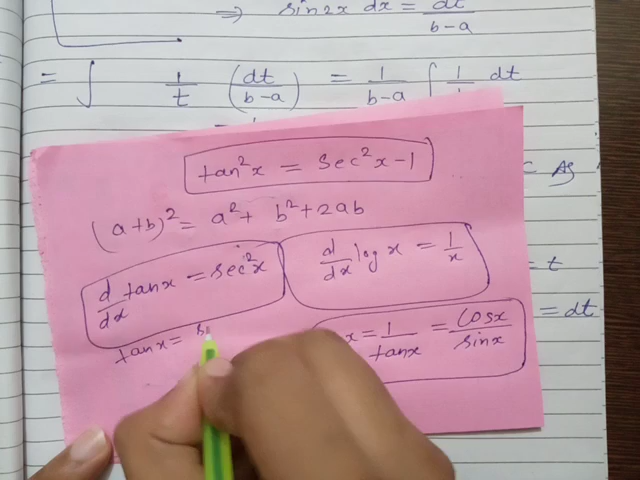 ⇒ sin2x dx = dt/(b-a)
= ∫ 1/t (dt/(b-a)) = 1/(b-a) ∫ 1/ dt
tan²x = sec²x-1
(a+b)² = a² + b² + 2ab
d/dx tanx = sec²x
d/dx log x = 1/x
tanx =
x = 1/tanx = cosx/sinx
C As
= t
= dt